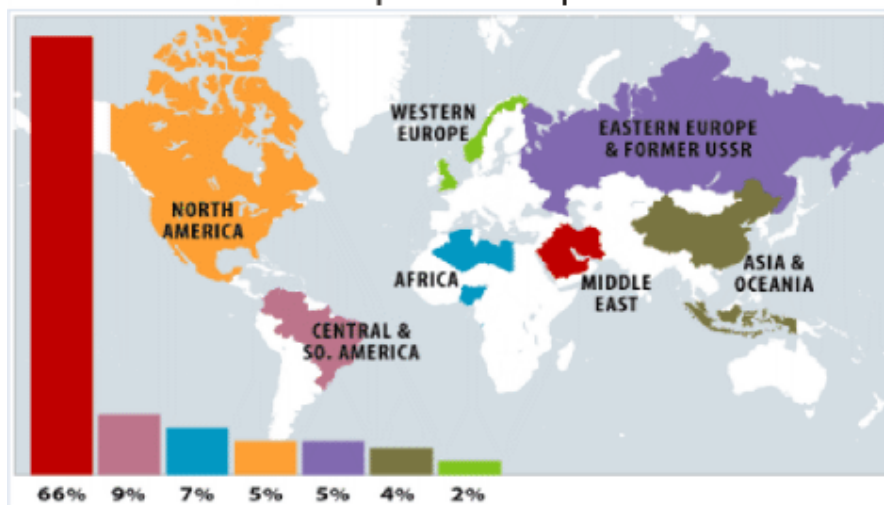 WESTERN
EUROPE
EASTERN EUROPE
& FORMER USSR
NORTH
AMERICA
AFRICA
MIDDLE
EAST
ASIA &
OCEANIA
CENTRAL &
SO. AMERICA
66% 9% 7% 5% 5% 4% 2%